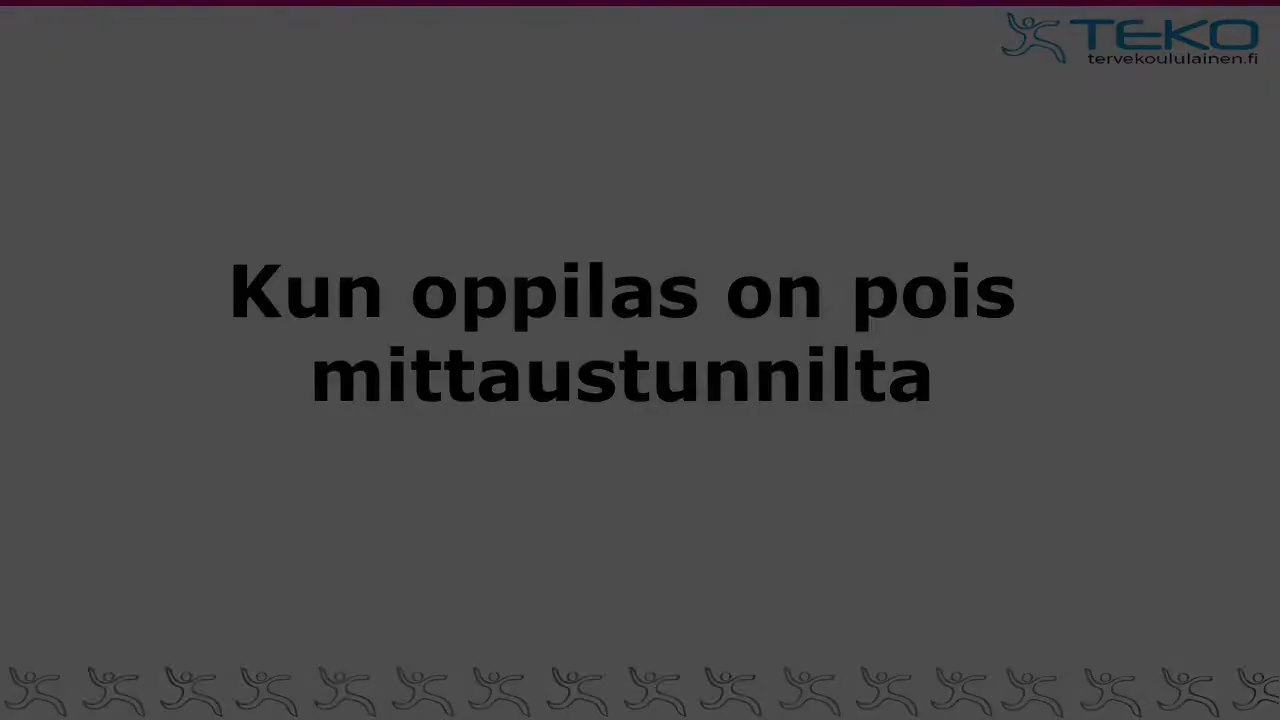 TEKO
tervekoululainen.fi
Kun oppilas on pois
mittaustunnilta